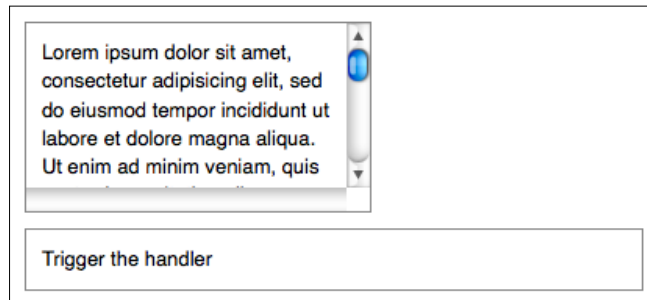 Lorem ipsum dolor sit amet,
consectetur adipisicing elit, sed
do eiusmod tempor incididunt ut
labore et dolore magna aliqua.
Ut enim ad minim veniam, quis
Trigger the handler